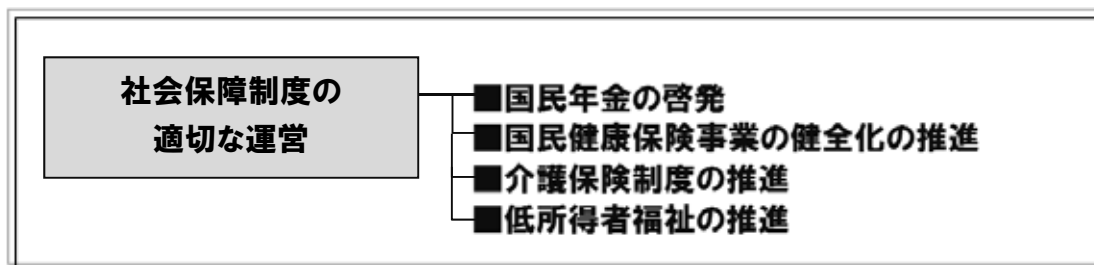 社会保障制度の
適切な運営
■国民年金の啓発
■国民健康保険事業の健全化の推進
■介護保険制度の推進
■低所得者福祉の推進